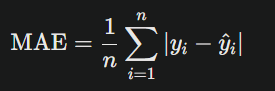 MAE = \frac{1}{n} \sum_{i=1}^{n} |y_i - \hat{y}_i|